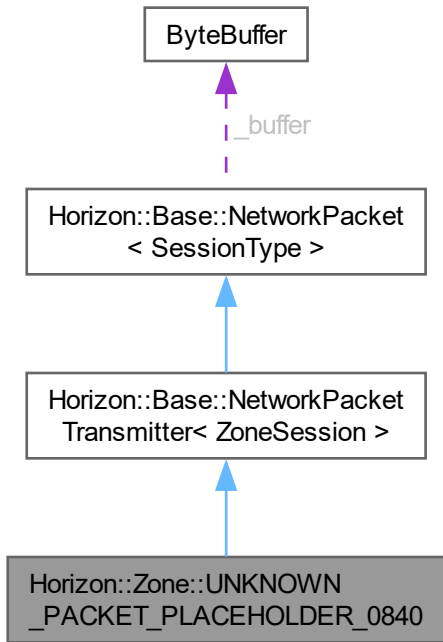 ByteBuffer
_buffer
Horizon::Base::NetworkPacket
< SessionType >
Horizon::Base::NetworkPacket
Transmitter< ZoneSession >
Horizon::Zone::UNKNOWN
_PACKET_PLACEHOLDER_0840